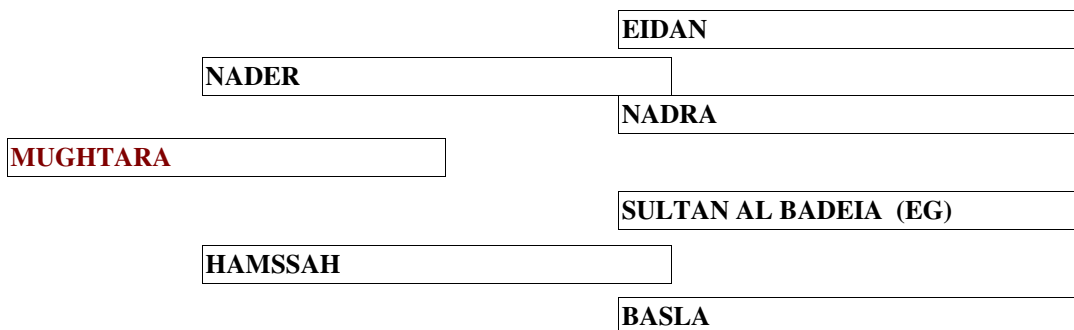 EIDAN
NADER
NADRA
MUGHTARA
SULTAN AL BADEIA (EG)
HAMSSAH
BASLA